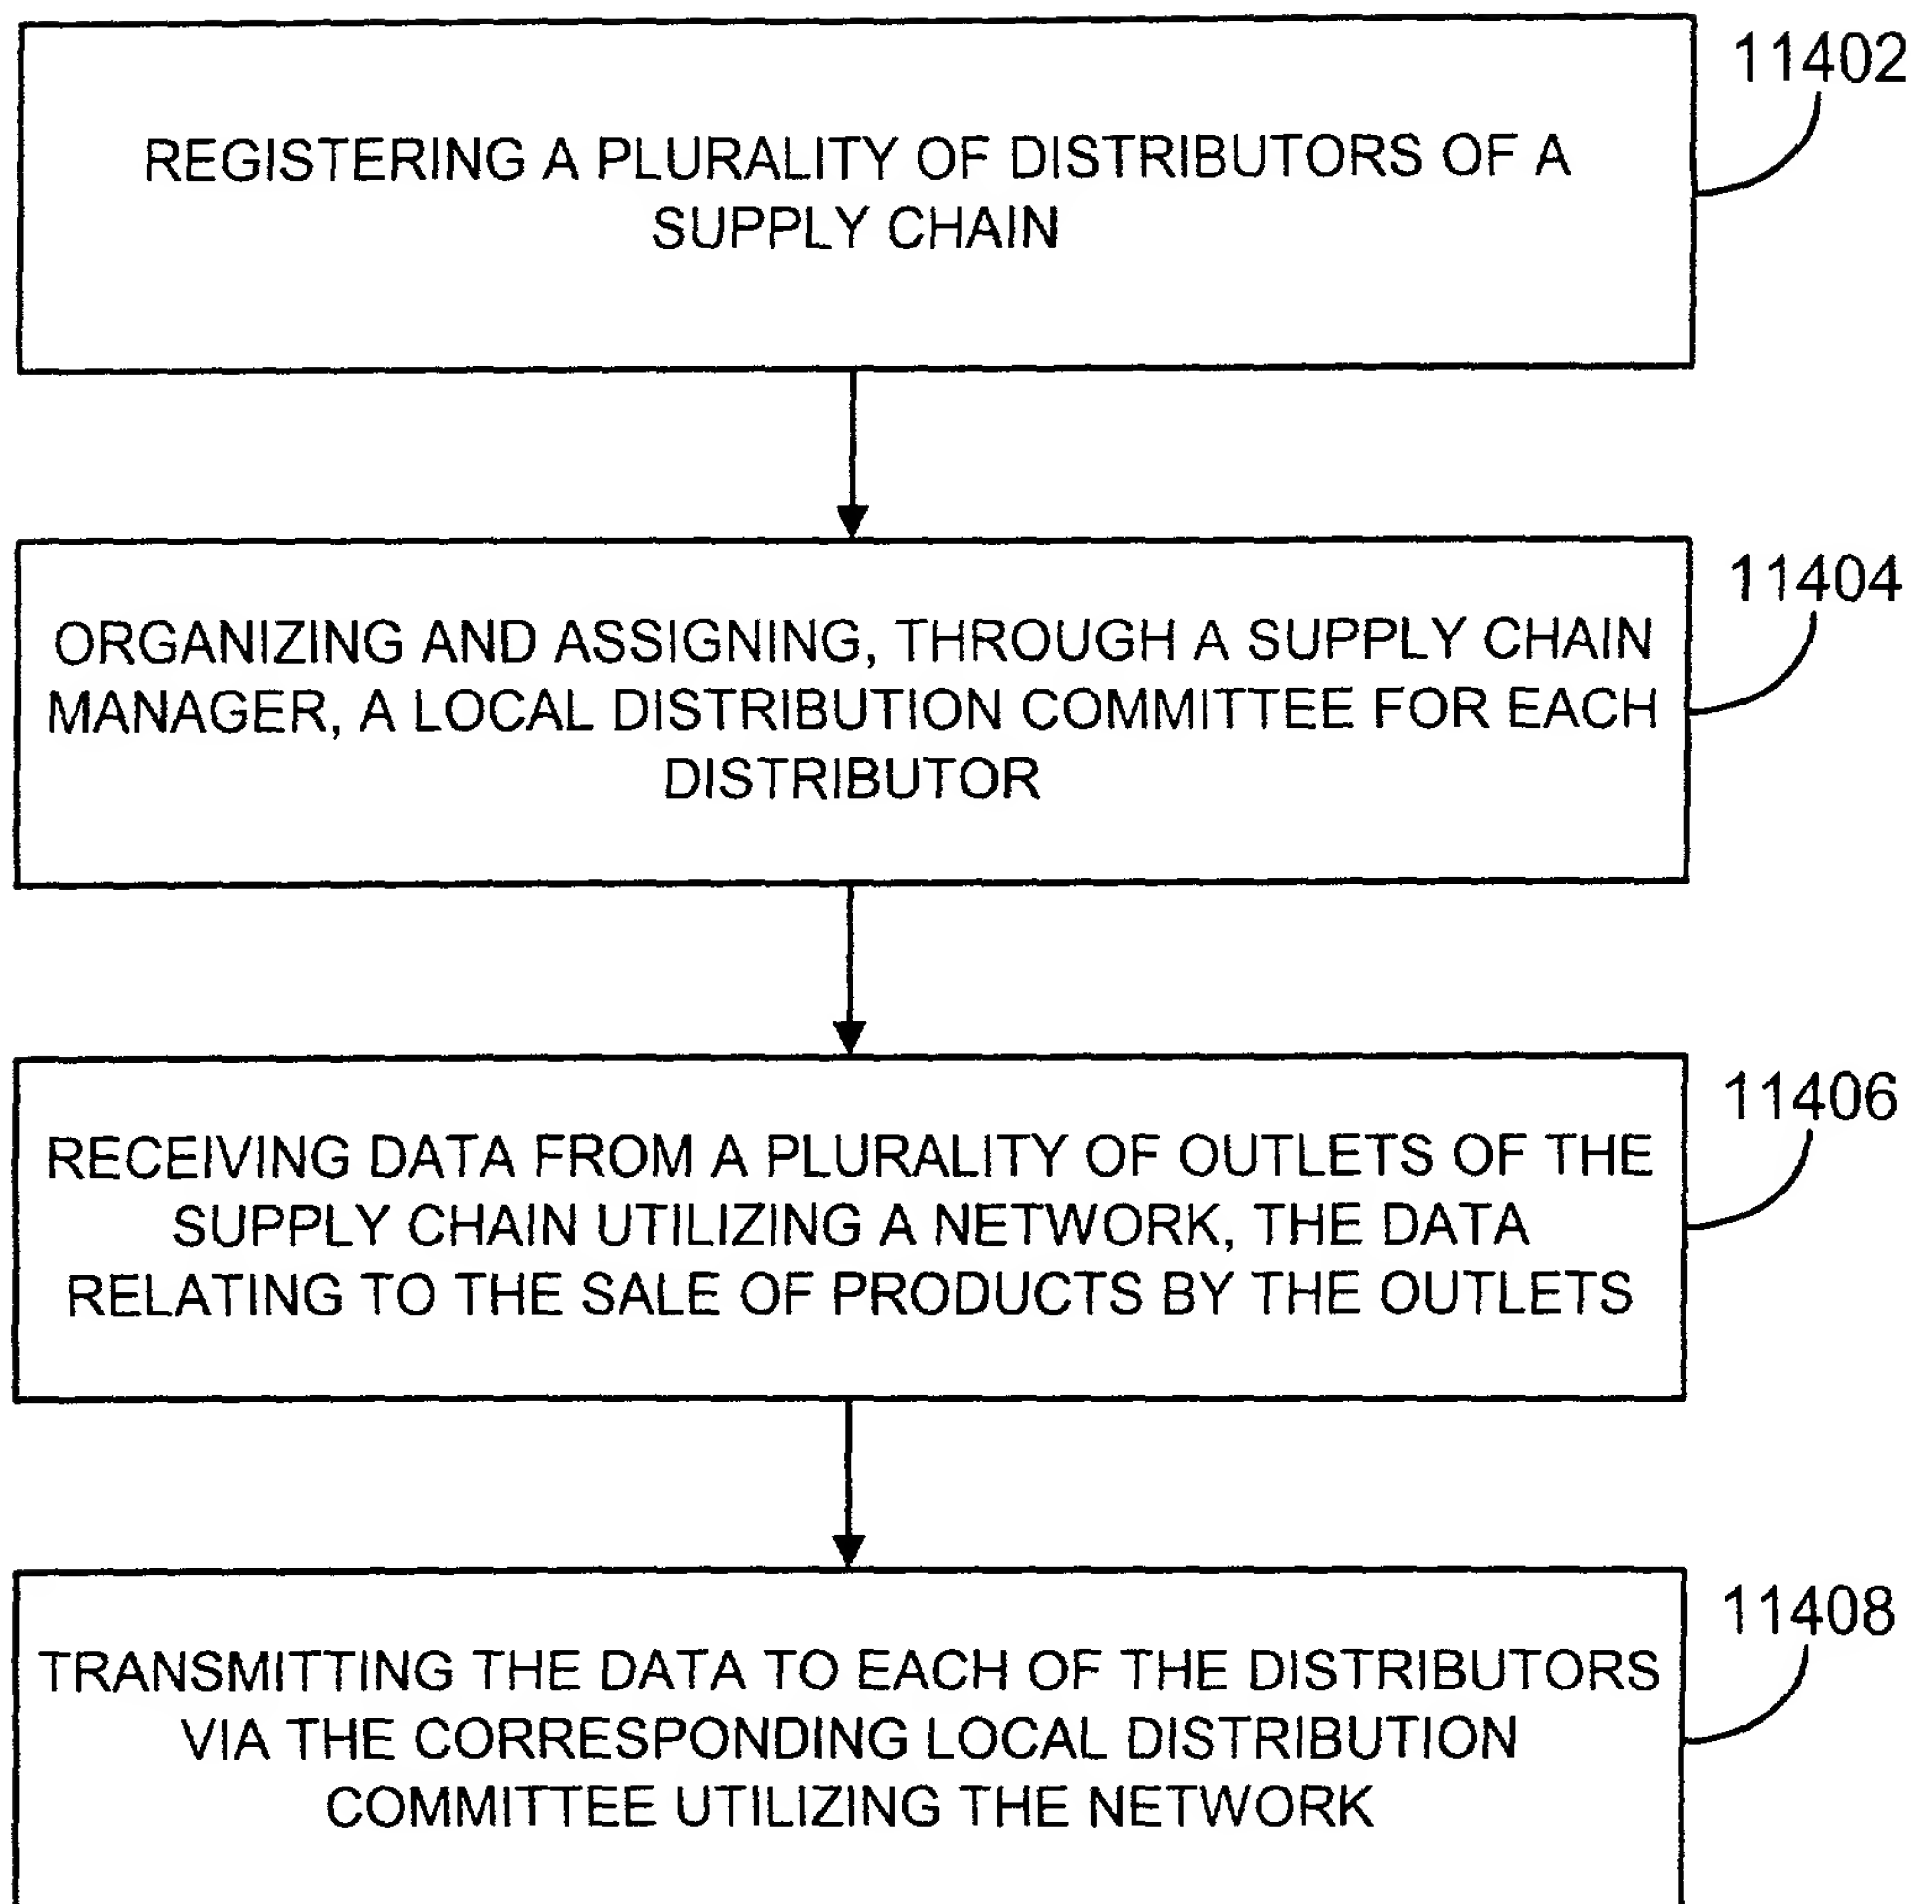 11402
REGISTERING A PLURALITY OF DISTRIBUTORS OF A
SUPPLY CHAIN
11404
ORGANIZING AND ASSIGNING, THROUGH A SUPPLY CHAIN
MANAGER, A LOCAL DISTRIBUTION COMMITTEE FOR EACH
DISTRIBUTOR
11406
RECEIVING DATA FROM A PLURALITY OF OUTLETS OF THE
SUPPLY CHAIN UTILIZING A NETWORK, THE DATA
RELATING TO THE SALE OF PRODUCTS BY THE OUTLETS
11408
TRANSMITTING THE DATA TO EACH OF THE DISTRIBUTORS
VIA THE CORRESPONDING LOCAL DISTRIBUTION
COMMITTEE UTILIZING THE NETWORK